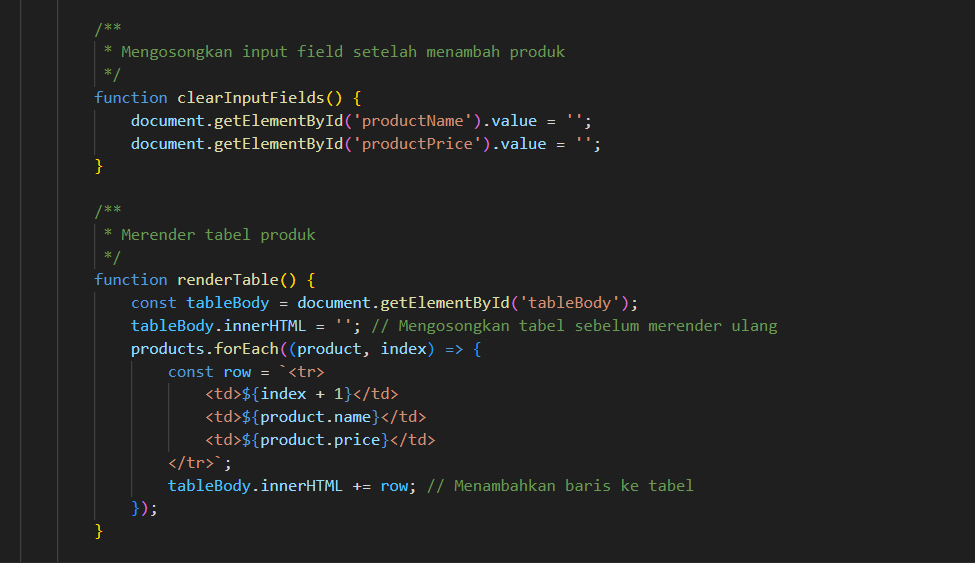 /**
 * Mengosongkan input field setelah menambah produk
 */
function clearInputFields() {
    document.getElementById('productName').value = '';
    document.getElementById('productPrice').value = '';
}

/**
 * Merender tabel produk
 */
function renderTable() {
    const tableBody = document.getElementById('tableBody');
    tableBody.innerHTML = ''; // Mengosongkan tabel sebelum merender ulang
    products.forEach((product, index) => {
        const row = `<tr>
            <td>${index + 1}</td>
            <td>${product.name}</td>
            <td>${product.price}</td>
        </tr>`;
        tableBody.innerHTML += row; // Menambahkan baris ke tabel
    });
}